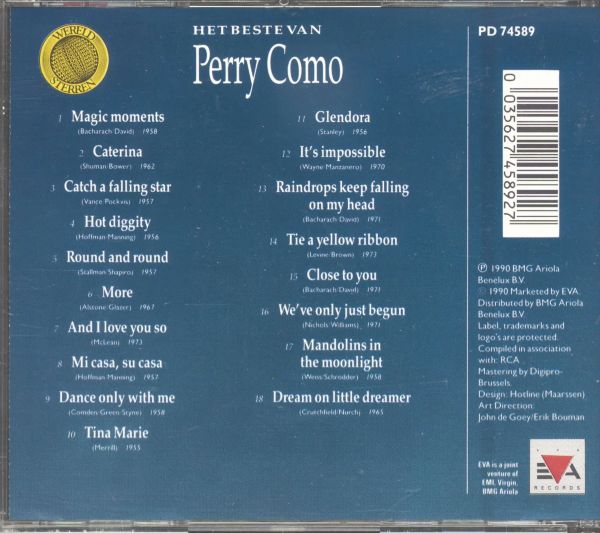 WERELD
STERREN
HET BESTE VAN
Perry Como
1 Magic moments
(Bacharach/David) 1958
2 Caterina
(Shuman/Bower) 1962
3 Catch a falling star
(Vance/Pockvis) 1957
4 Hot diggity
(Hoffman/Manning) 1956
5 Round and round
(Stallman/Shapiro) 1957
6 More
(Alstone/Glazer) 1967
7 And I love you so
(McLean) 1973
8 Mi casa, su casa
(Hoffman/Manning) 1957
9 Dance only with me
(Comden/Green/Styne) 1958
10 Tina Marie
(Merrill) 1955
11 Glendora
(Stanley) 1956
12 It's impossible
(Wayne/Manzanero) 1970
13 Raindrops keep falling
on my head
(Bacharach/David) 1971
14 Tie a yellow ribbon
(Levine/Brown) 1973
15 Close to you
(Bacharach/David) 1971
16 We've only just begun
(Nichols/Williams) 1971
17 Mandolins in
the moonlight
(Weiss/Schrodder) 1958
18 Dream on little dreamer
(Crutchfield/Nurch) 1965
PD 74589
0 035627 458927
℗ 1990 BMG Ariola
Benelux B.V.
© 1990 Marketed by EVA.
Distributed by BMG Ariola
Benelux B.V.
Label, trademarks and
logo's are protected.
Compiled in association
with: RCA
Mastering by Digipro-
Brussels.
Design: Hotline (Maarssen)
Art Direction:
John de Goey/Erik Bouman
EVA is a joint
venture of
EMI, Virgin,
BMG Ariola
EVA
RECORDS